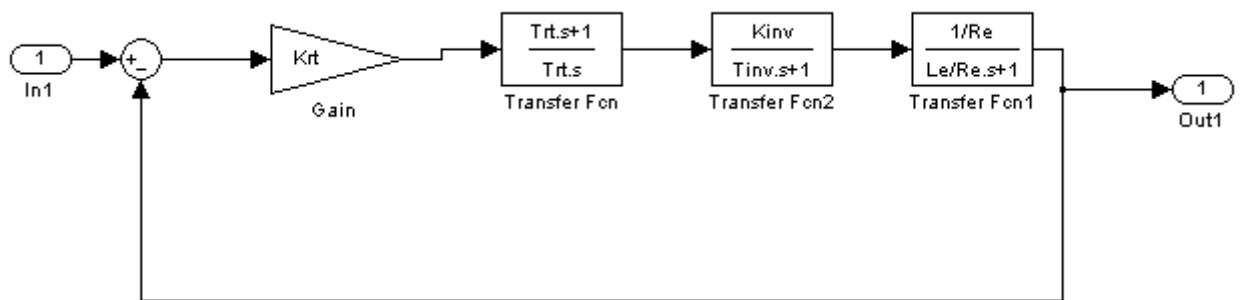 1
In1
+
-
Krt
Gain
Trt.s+1
Trt.s
Transfer Fcn
Kinv
Tinv.s+1
Transfer Fcn2
1/Re
Le/Re.s+1
Transfer Fcn1
1
Out1